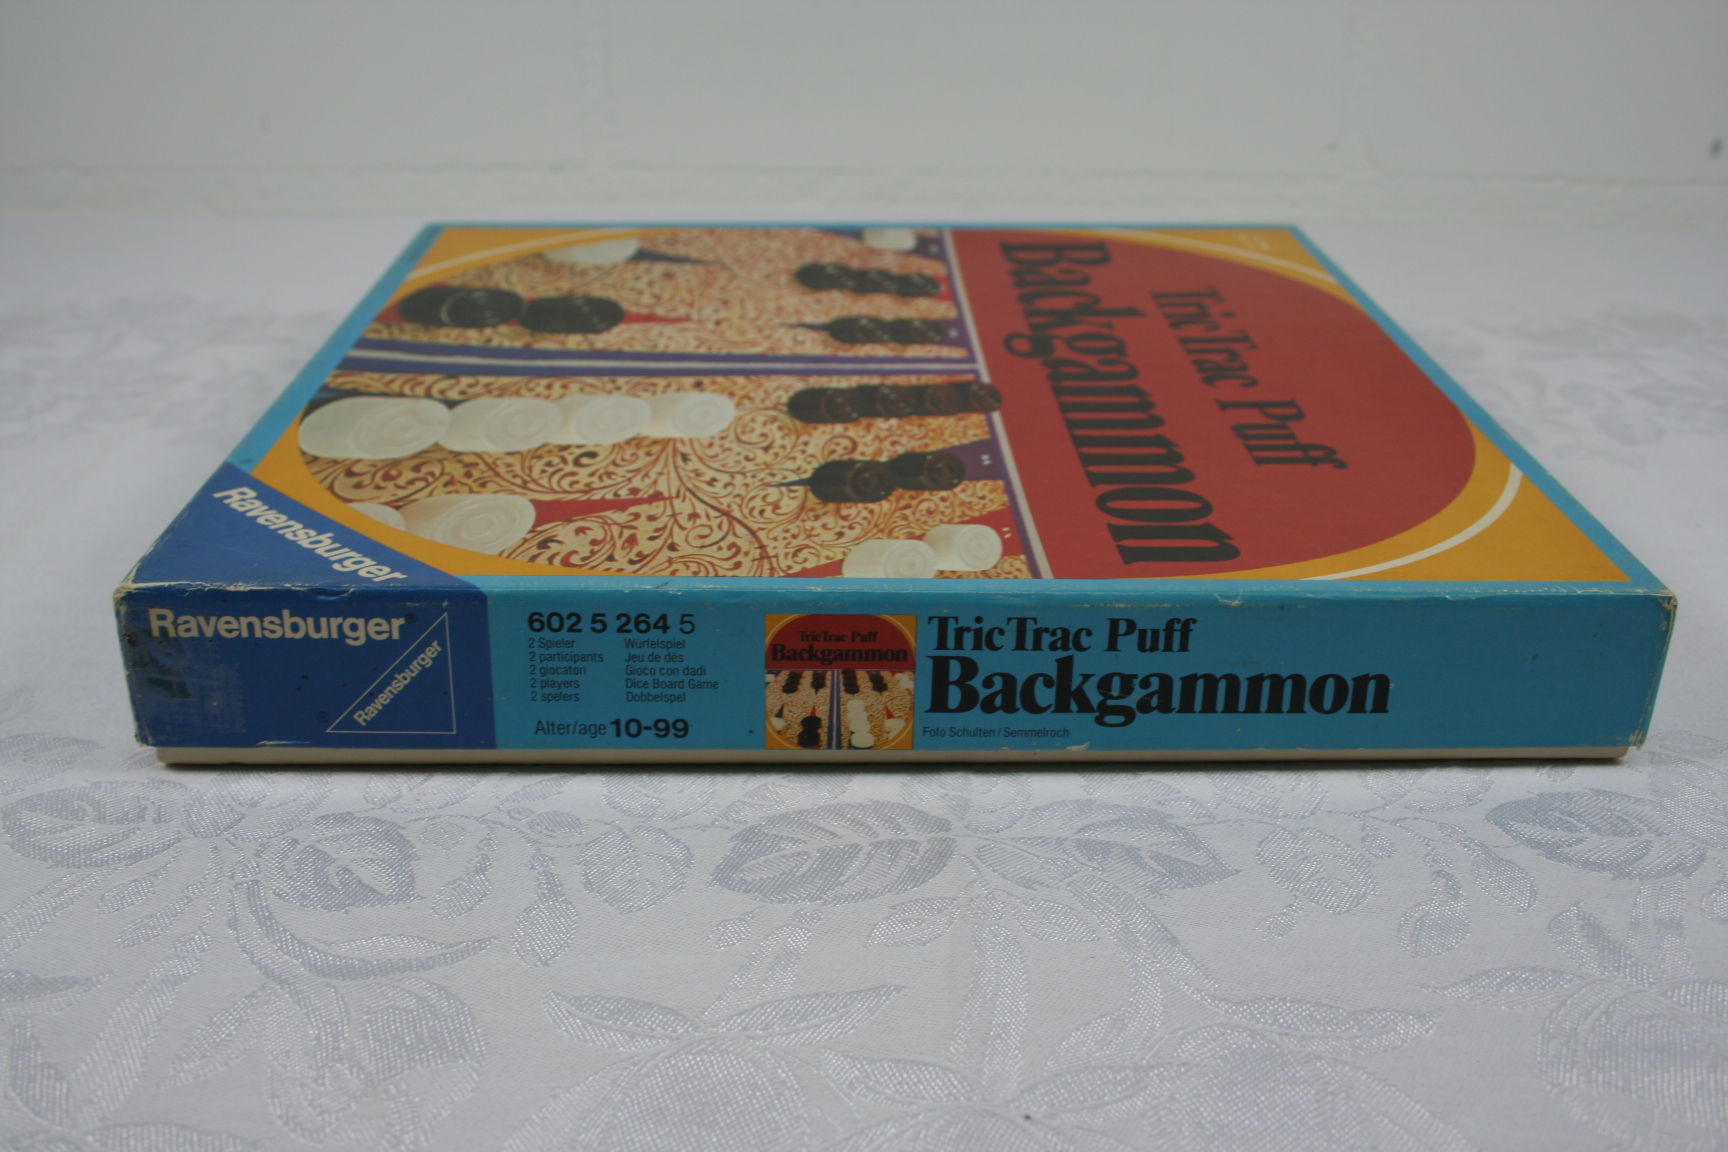 Tric Trac Puff
Backgammon
Ravensburger
Ravensburger®
Ravensburger
602 5 264 5
2 Spieler Würfelspiel
2 participants Jeu de dés
2 giocatori Gioco con dadi
2 players Dice Board Game
2 spelers Dobbelspel
Alter/age 10-99
Tric Trac Puff
Backgammon
Tric Trac Puff
Backgammon
Foto Schulten/Semmelroch